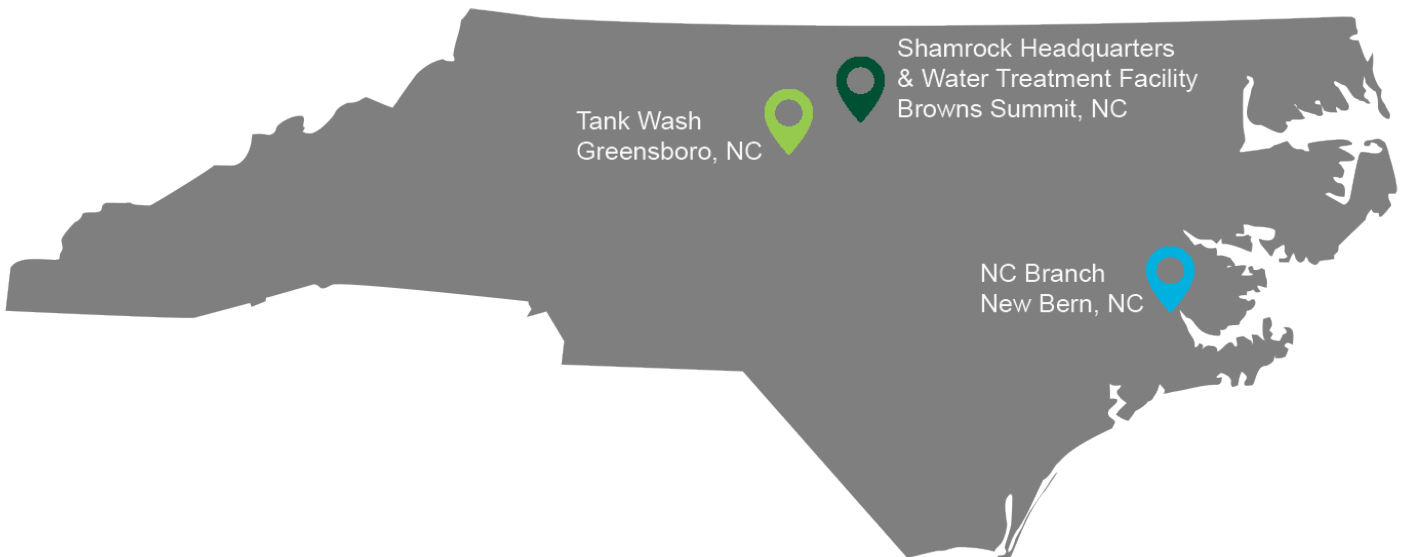 Shamrock Headquarters
& Water Treatment Facility
Browns Summit, NC
Tank Wash
Greensboro, NC
NC Branch
New Bern, NC